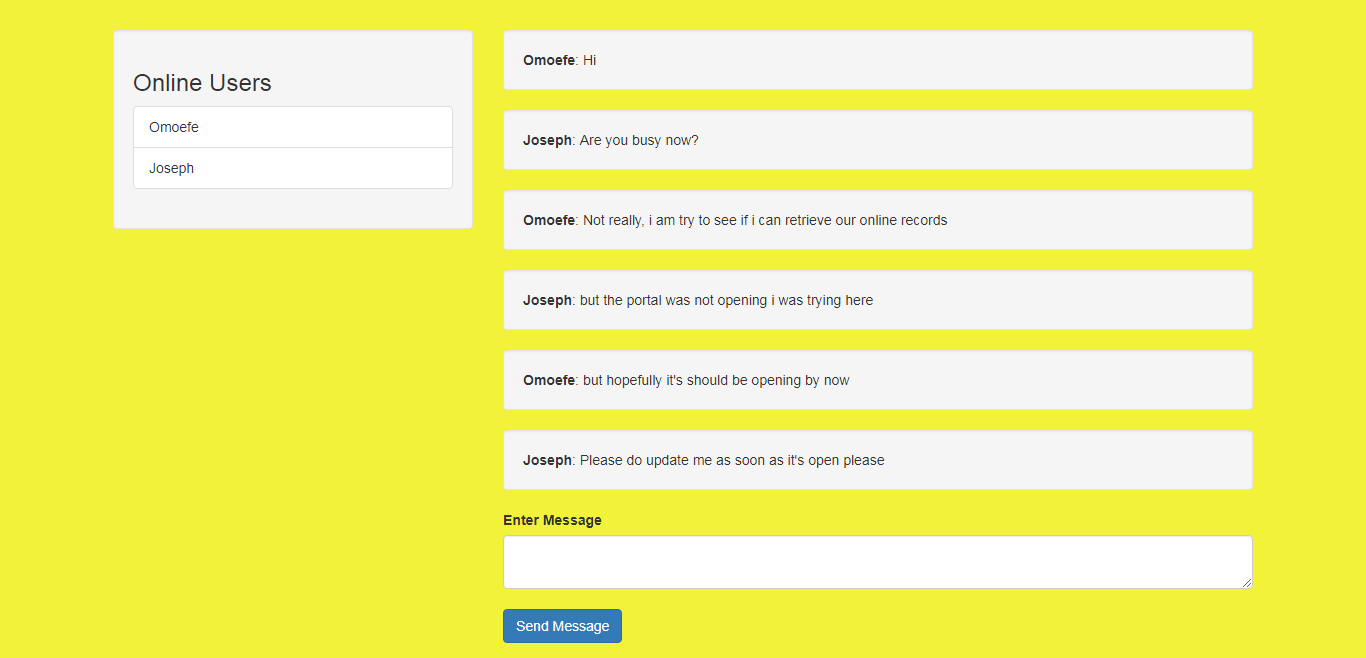 Online Users
Omoefe
Joseph
Omoefe: Hi
Joseph: Are you busy now?
Omoefe: Not really, i am try to see if i can retrieve our online records
Joseph: but the portal was not opening i was trying here
Omoefe: but hopefully it's should be opening by now
Joseph: Please do update me as soon as it's open please
Enter Message
Send Message